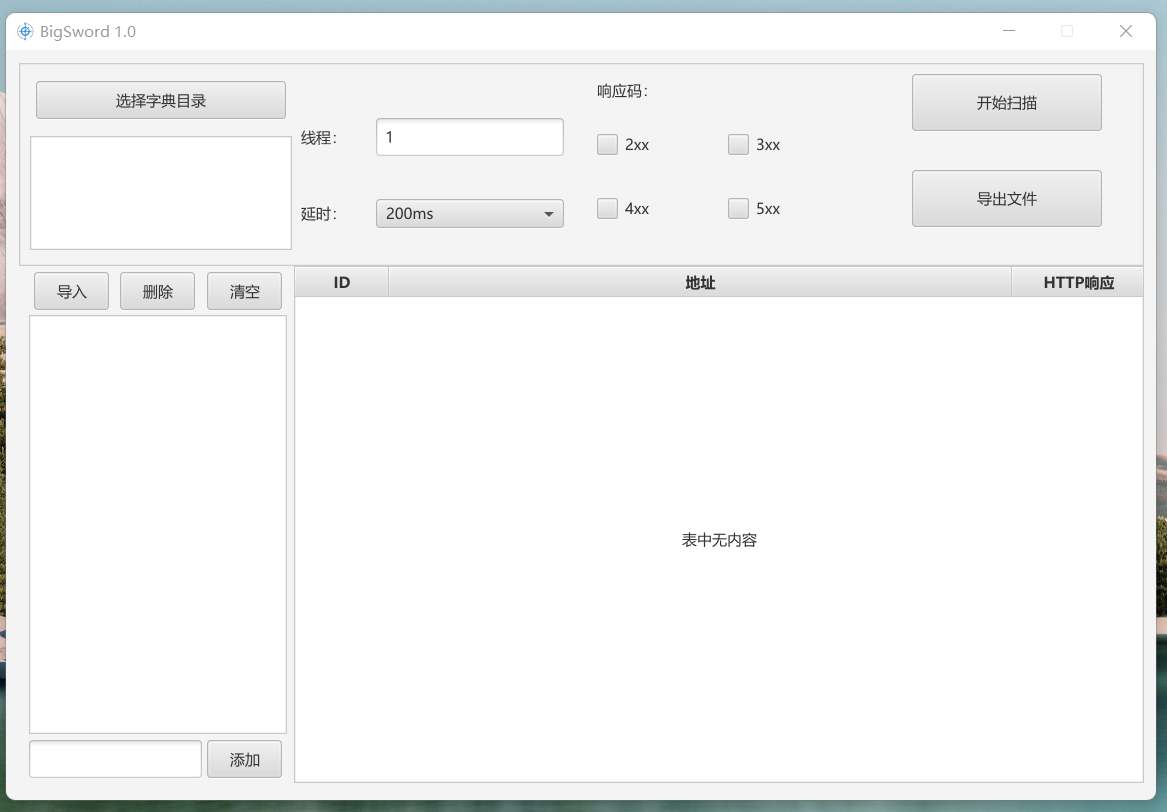 BigSword 1.0
选择字典目录
线程：
1
延时：
200ms
响应码：
2xx
3xx
4xx
5xx
开始扫描
导出文件
导入
删除
清空
ID
地址
HTTP响应
表中无内容
添加